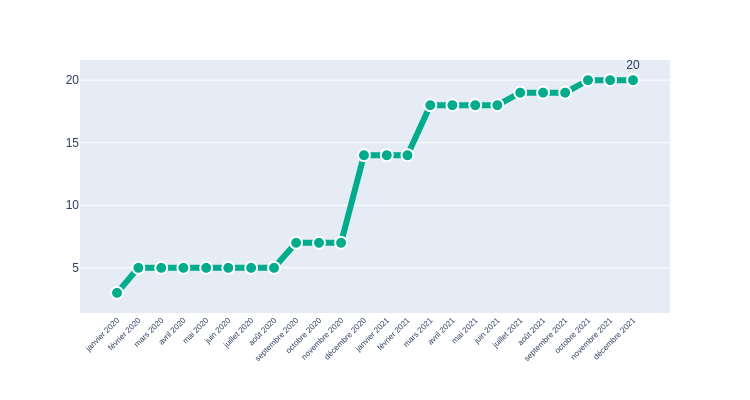 20
20
15
10
5
janvier 2020
février 2020
mars 2020
avril 2020
mai 2020
juin 2020
juillet 2020
août 2020
septembre 2020
octobre 2020
novembre 2020
décembre 2020
janvier 2021
février 2021
mars 2021
avril 2021
mai 2021
juin 2021
juillet 2021
août 2021
septembre 2021
octobre 2021
novembre 2021
décembre 2021